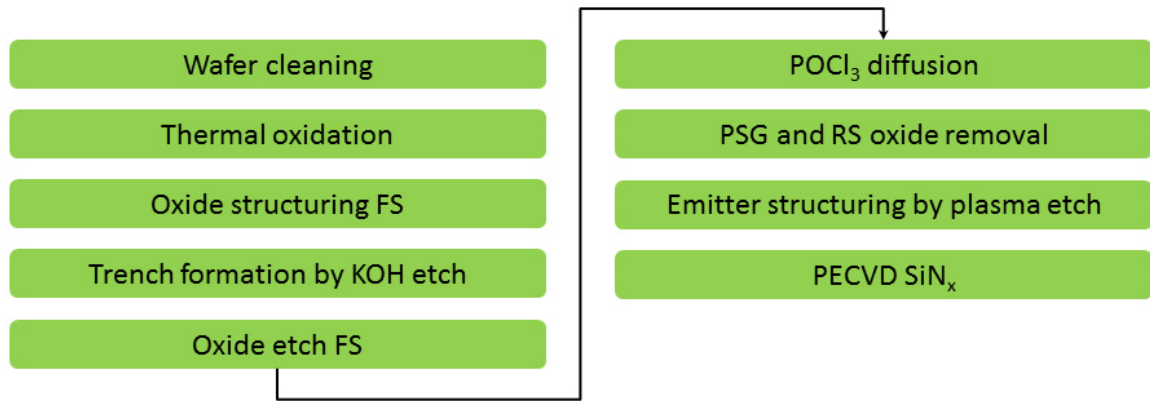 Wafer cleaning
Thermal oxidation
Oxide structuring FS
Trench formation by KOH etch
Oxide etch FS
POCl₃ diffusion
PSG and RS oxide removal
Emitter structuring by plasma etch
PECVD SiNₓ